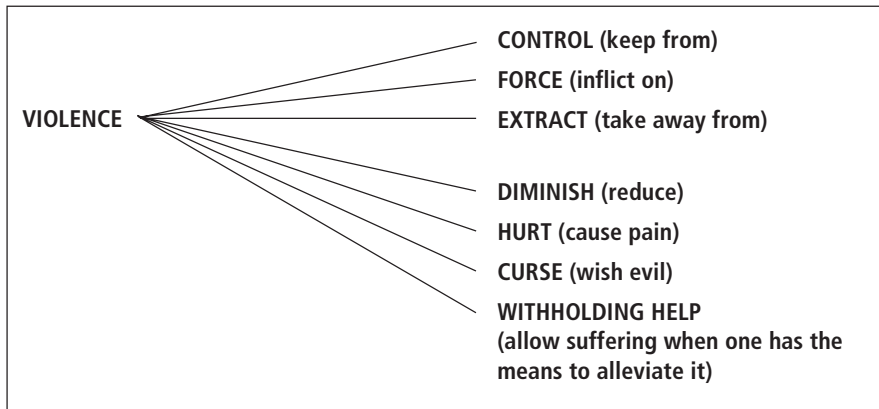 CONTROL (keep from)
FORCE (inflict on)
VIOLENCE
EXTRACT (take away from)
DIMINISH (reduce)
HURT (cause pain)
CURSE (wish evil)
WITHHOLDING HELP
(allow suffering when one has the
means to alleviate it)